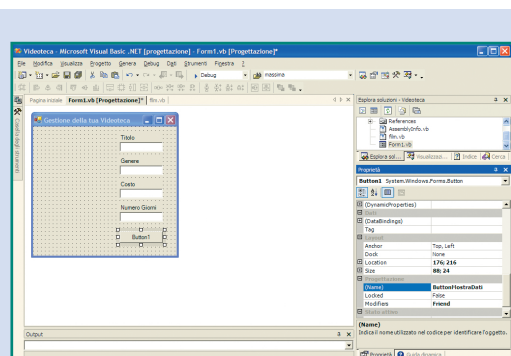 Videoteca - Microsoft Visual Basic .NET [progettazione] - Form1.vb [Progettazione]*
File Modifica Visualizza Progetto Genera Debug Dati Strumenti Finestra ?
Debug massima
Pagina iniziale Form1.vb [Progettazione]* film.vb
Casella degli strumenti
Gestione della tua Videoteca
Titolo
Genere
Costo
Numero Giorni
Button1
Output
Esplora soluzioni - Videoteca
References
AssemblyInfo.vb
film.vb
Form1.vb
Esplora sol... Visualizzazi... Indice Cerca
Proprietà
Button1 System.Windows.Forms.Button
(DynamicProperties)
Dati
(DataBindings)
Tag
Layout
Anchor Top, Left
Dock None
Location 176; 216
Size 88; 24
Progettazione
(Name) ButtonMostraDati
Locked False
Modifiers Friend
Stato attivo
(Name)
Indica il nome utilizzato nel codice per identificare l'oggetto.
Proprietà Guida dinamica